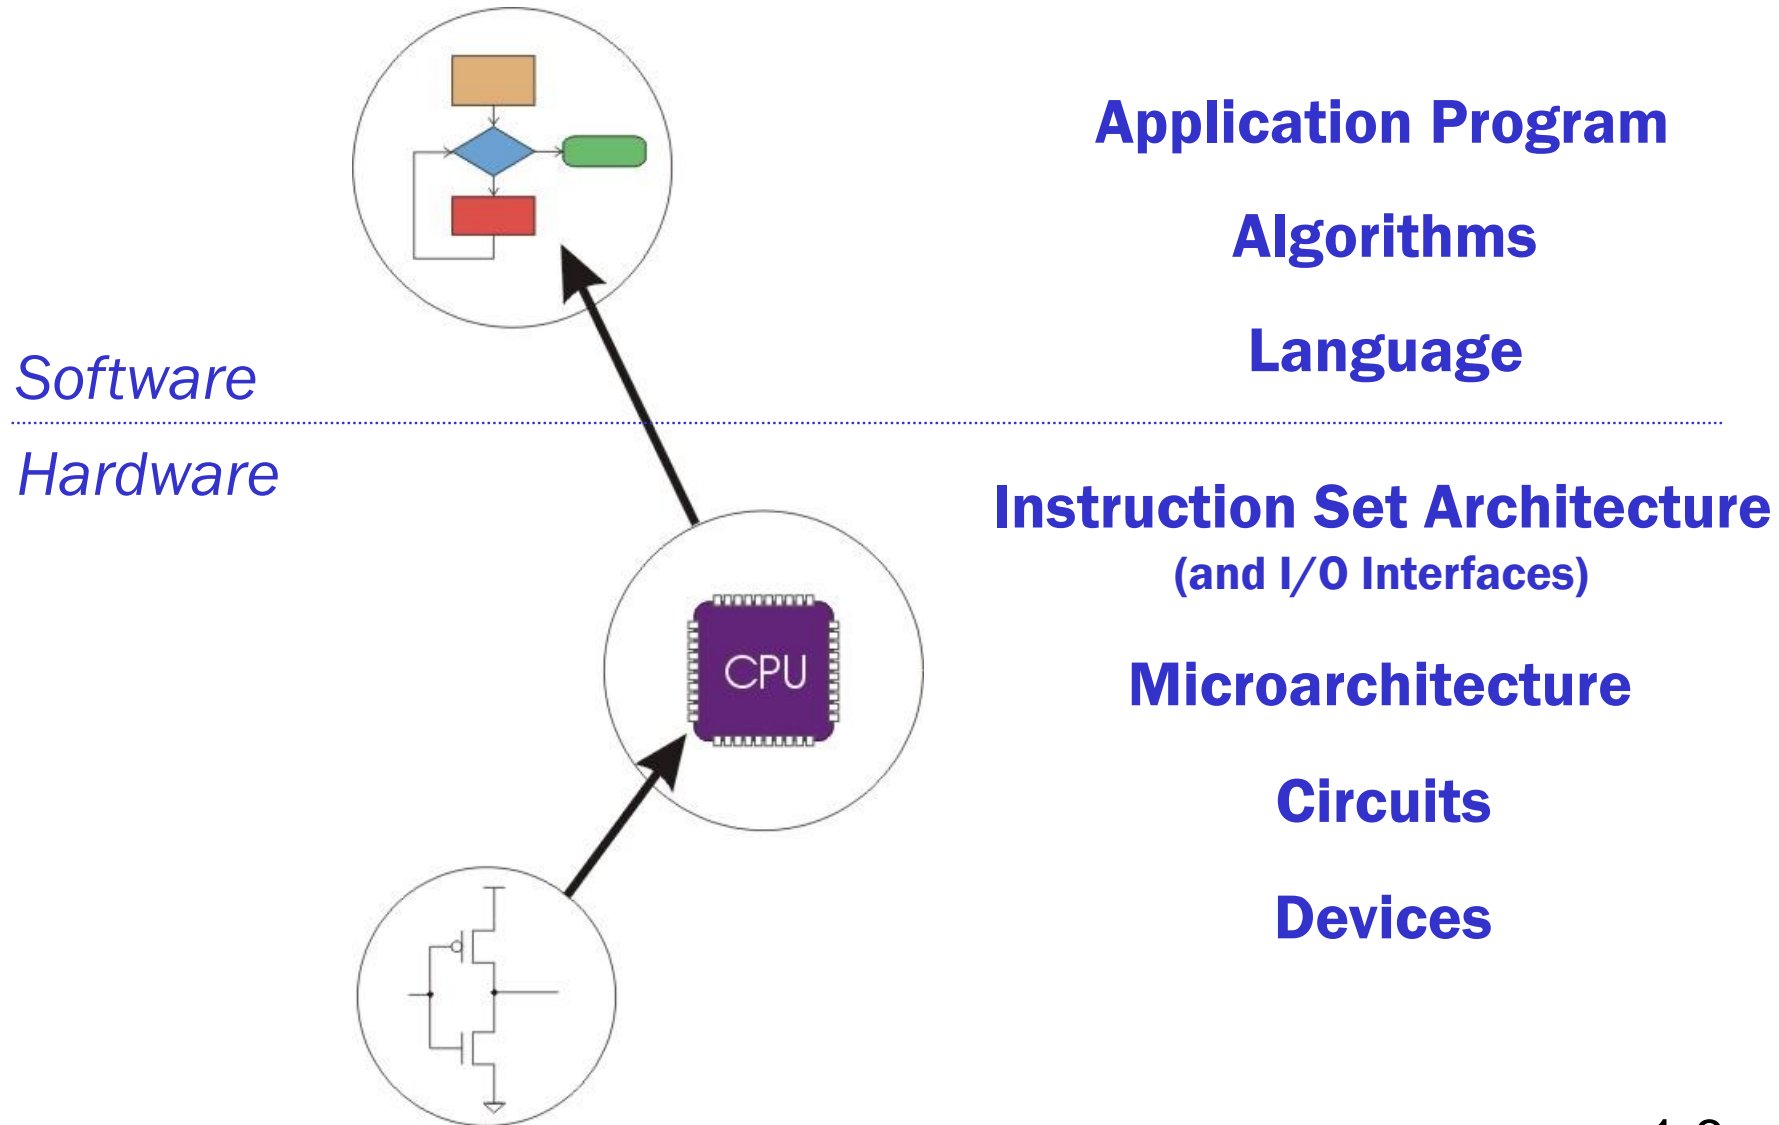 Application Program
Algorithms
Language
Software
Hardware
Instruction Set Architecture
(and I/O Interfaces)
CPU
Microarchitecture
Circuits
Devices